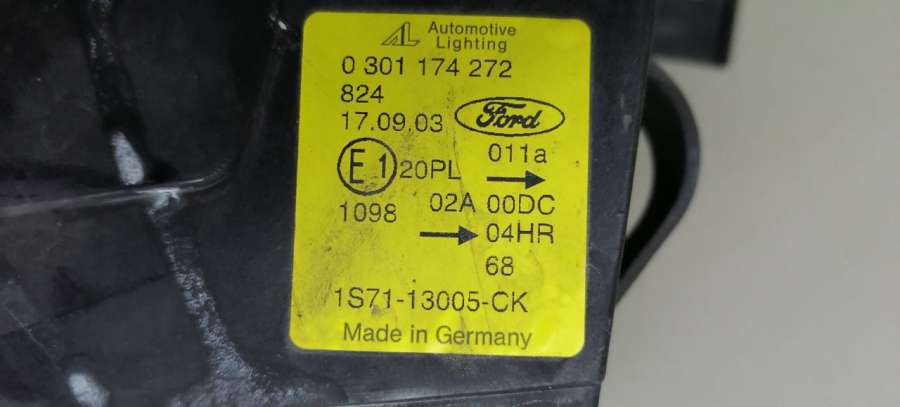 AL Automotive
Lighting
0 301 174 272
824
17.09.03 Ford
011a
E1 20PL →
02A 00DC
1098
→ 04HR
68
1S71-13005-CK
Made in Germany